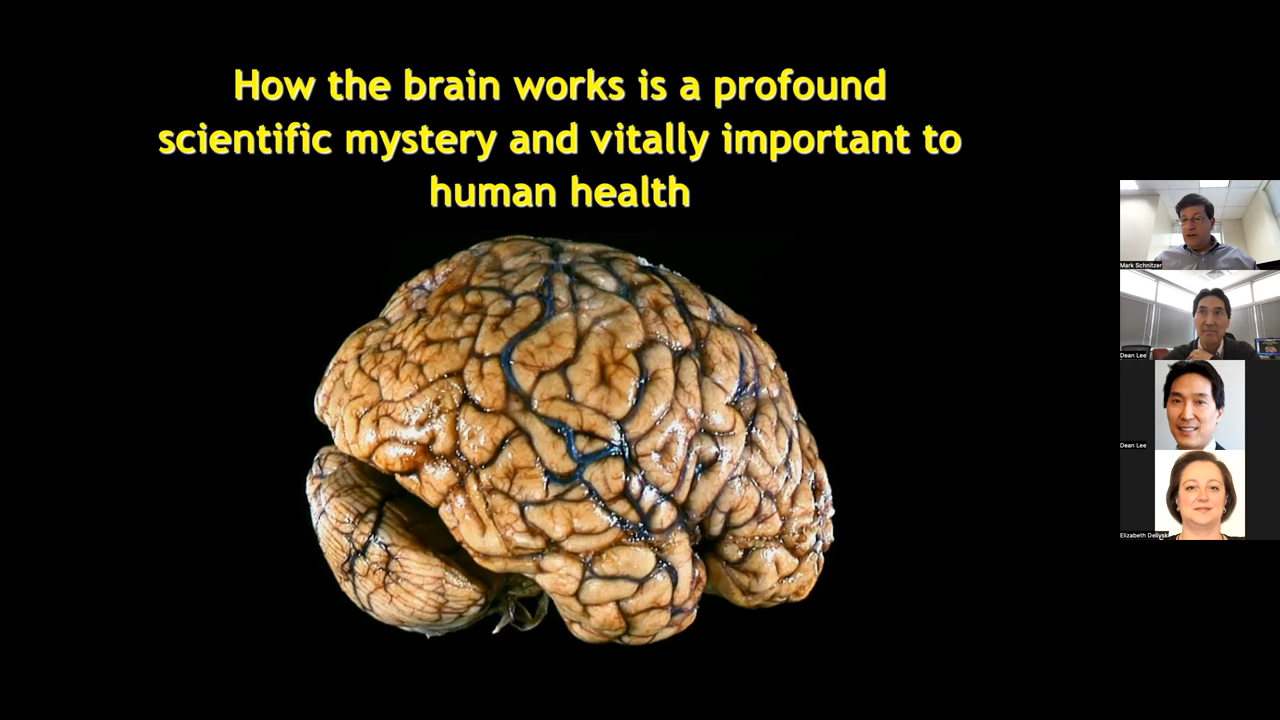 How the brain works is a profound
scientific mystery and vitally important to
human health
Mark Schnitzer
Dean Lee
Dean Lee
Elizabeth